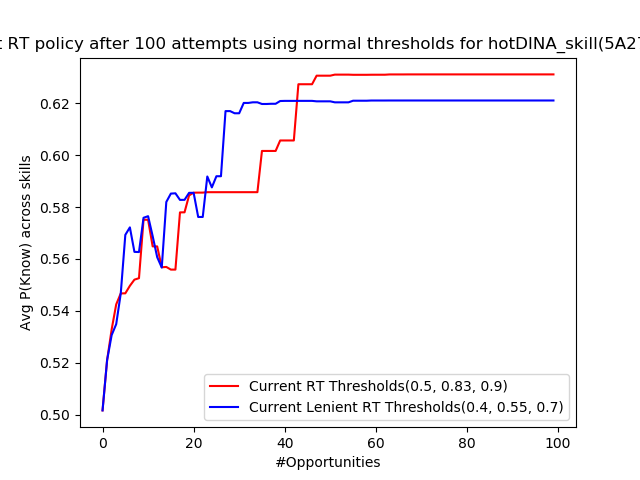 RT policy after 100 attempts using normal thresholds for hotDINA_skill(5A27
Avg P(Know) across skills
0.62
0.60
0.58
0.56
0.54
0.52
0.50
Current RT Thresholds(0.5, 0.83, 0.9)
Current Lenient RT Thresholds(0.4, 0.55, 0.7)
0 20 40 60 80 100
#Opportunities